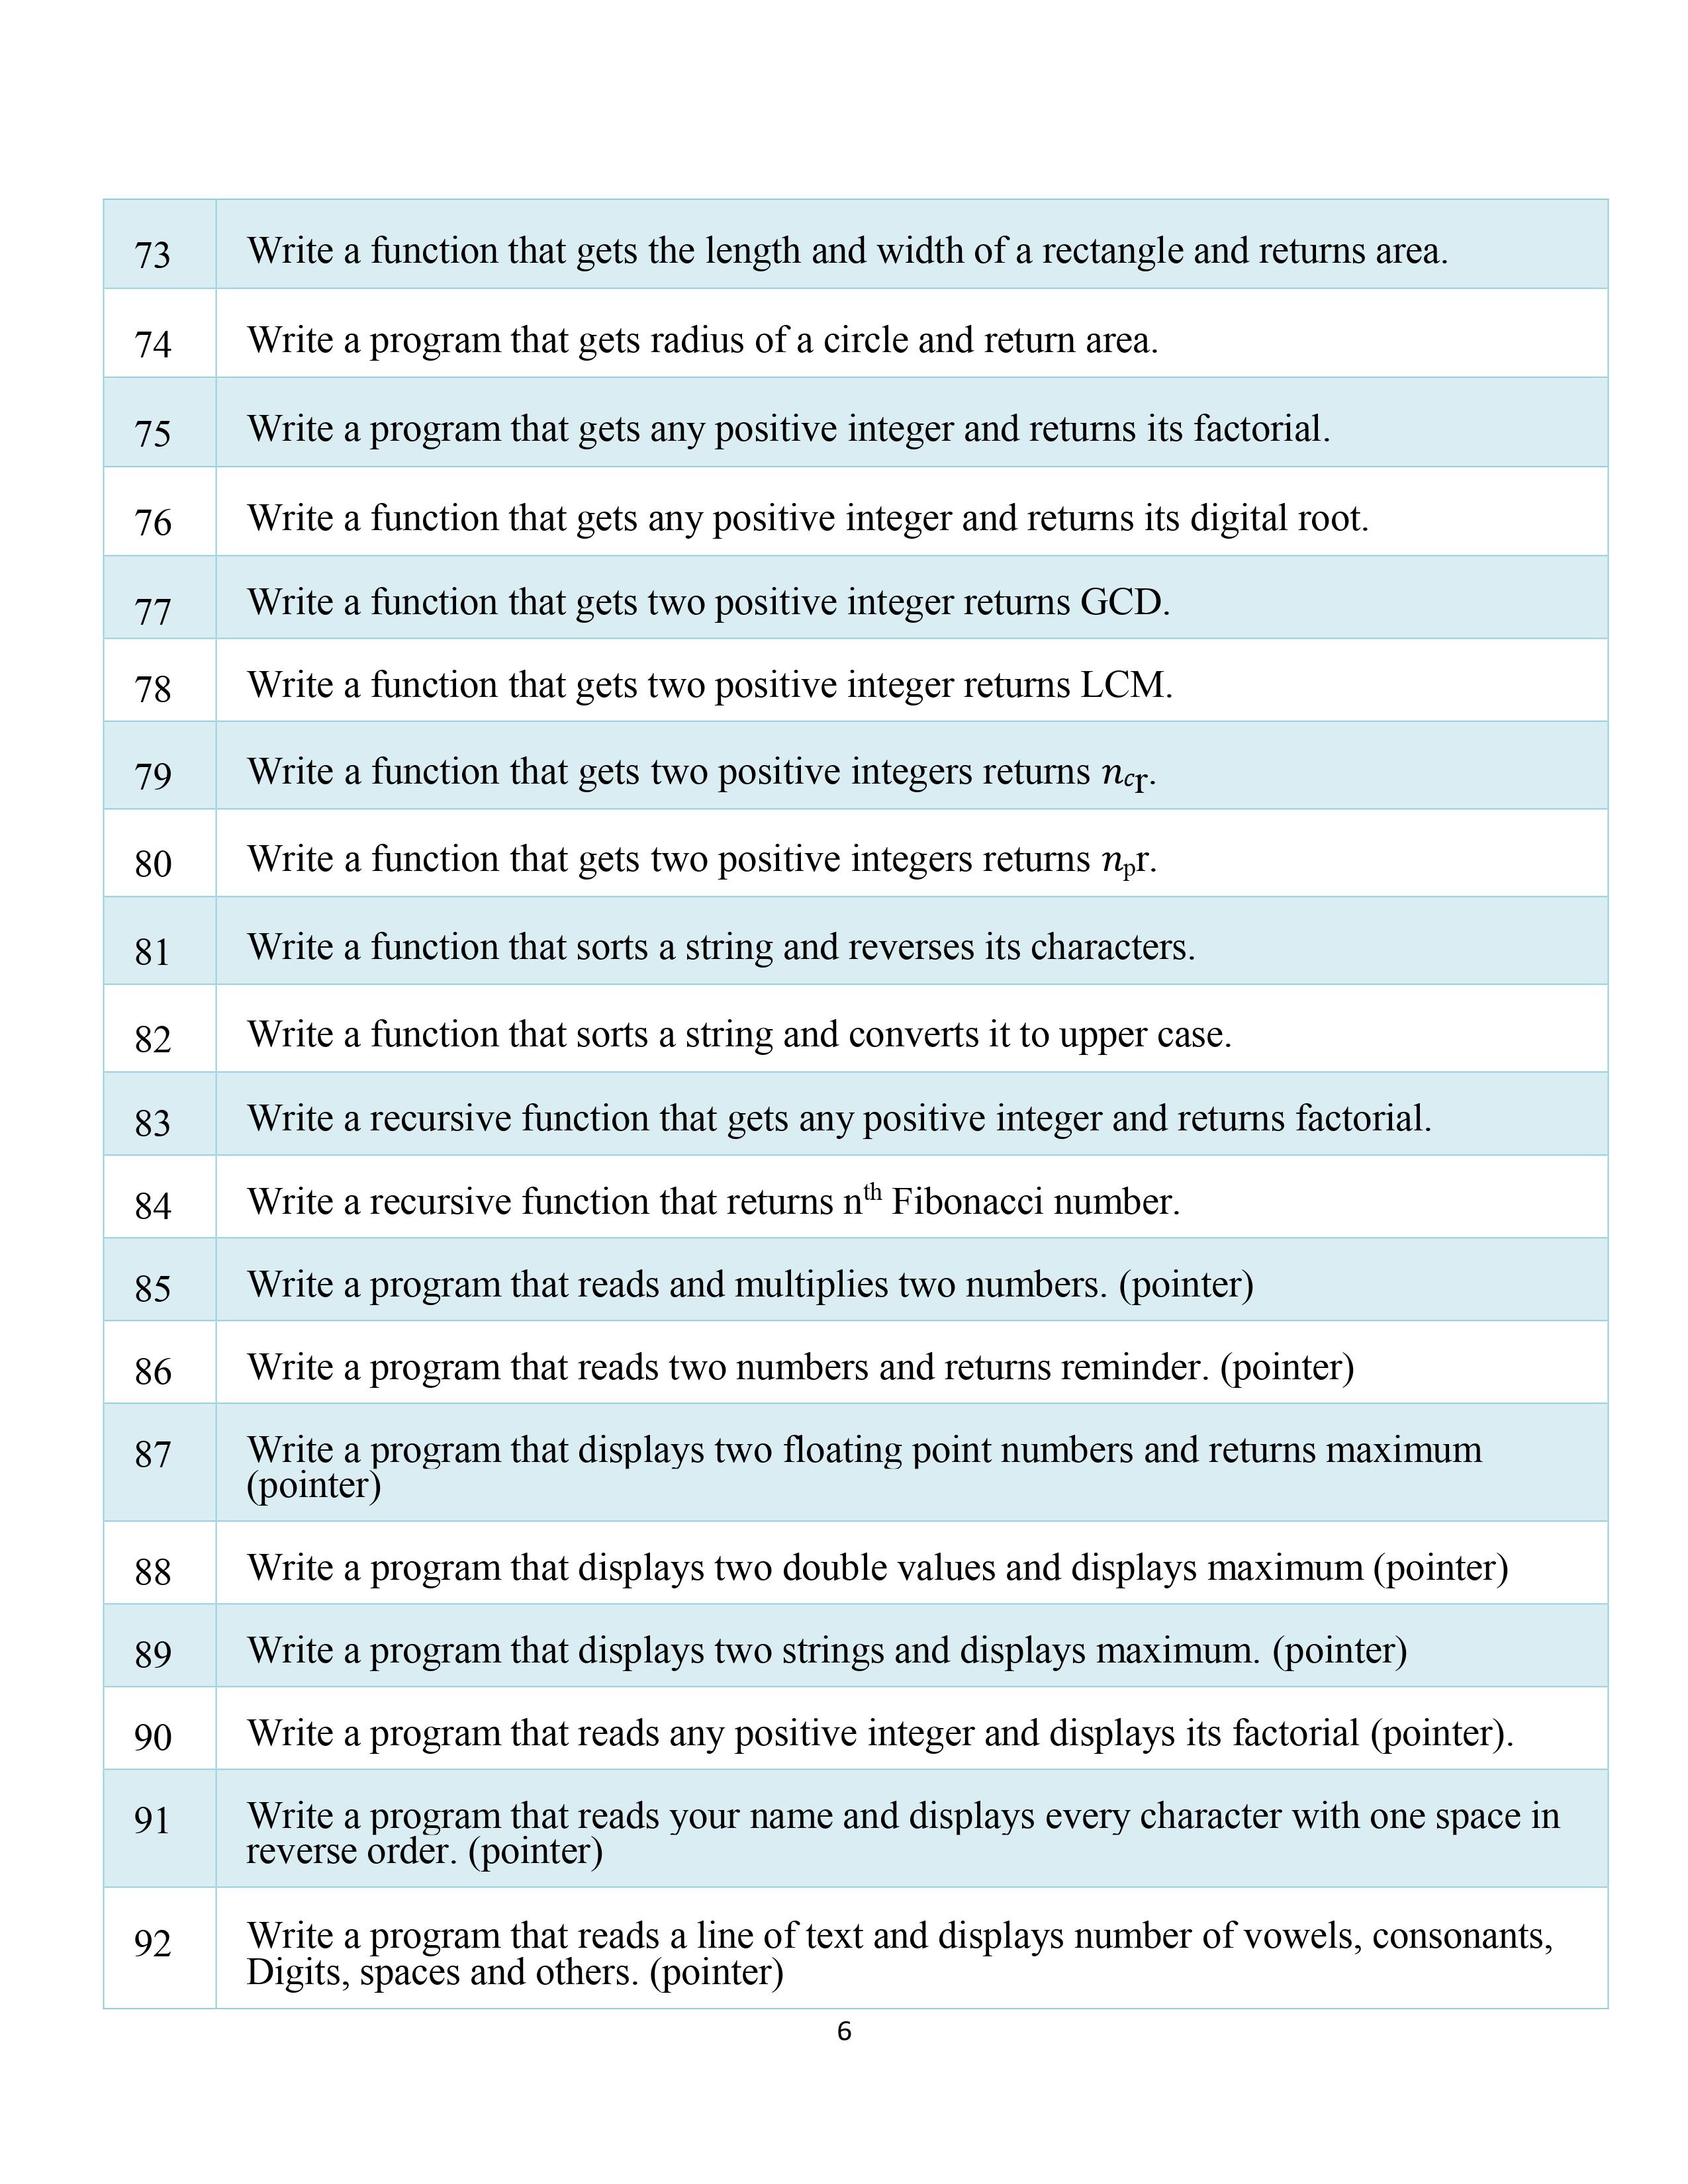 73 Write a function that gets the length and width of a rectangle and returns area.
74 Write a program that gets radius of a circle and return area.
75 Write a program that gets any positive integer and returns its factorial.
76 Write a function that gets any positive integer and returns its digital root.
77 Write a function that gets two positive integer returns GCD.
78 Write a function that gets two positive integer returns LCM.
79 Write a function that gets two positive integers returns ncr.
80 Write a function that gets two positive integers returns npr.
81 Write a function that sorts a string and reverses its characters.
82 Write a function that sorts a string and converts it to upper case.
83 Write a recursive function that gets any positive integer and returns factorial.
84 Write a recursive function that returns nth Fibonacci number.
85 Write a program that reads and multiplies two numbers. (pointer)
86 Write a program that reads two numbers and returns reminder. (pointer)
87 Write a program that displays two floating point numbers and returns maximum
(pointer)
88 Write a program that displays two double values and displays maximum (pointer)
89 Write a program that displays two strings and displays maximum. (pointer)
90 Write a program that reads any positive integer and displays its factorial (pointer).
91 Write a program that reads your name and displays every character with one space in
reverse order. (pointer)
92 Write a program that reads a line of text and displays number of vowels, consonants,
Digits, spaces and others. (pointer)
6